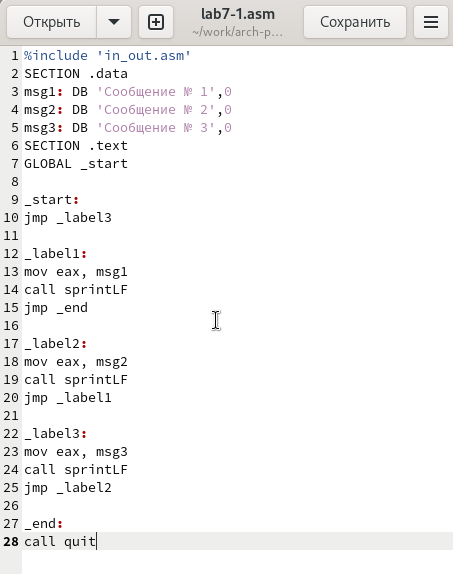 Открыть
lab7-1.asm
~/work/arch-p…
Сохранить
1 %include 'in_out.asm'
2 SECTION .data
3 msg1: DB 'Сообщение № 1',0
4 msg2: DB 'Сообщение № 2',0
5 msg3: DB 'Сообщение № 3',0
6 SECTION .text
7 GLOBAL _start
8
9 _start:
10 jmp _label3
11
12 _label1:
13 mov eax, msg1
14 call sprintLF
15 jmp _end
16
17 _label2:
18 mov eax, msg2
19 call sprintLF
20 jmp _label1
21
22 _label3:
23 mov eax, msg3
24 call sprintLF
25 jmp _label2
26
27 _end:
28 call quit